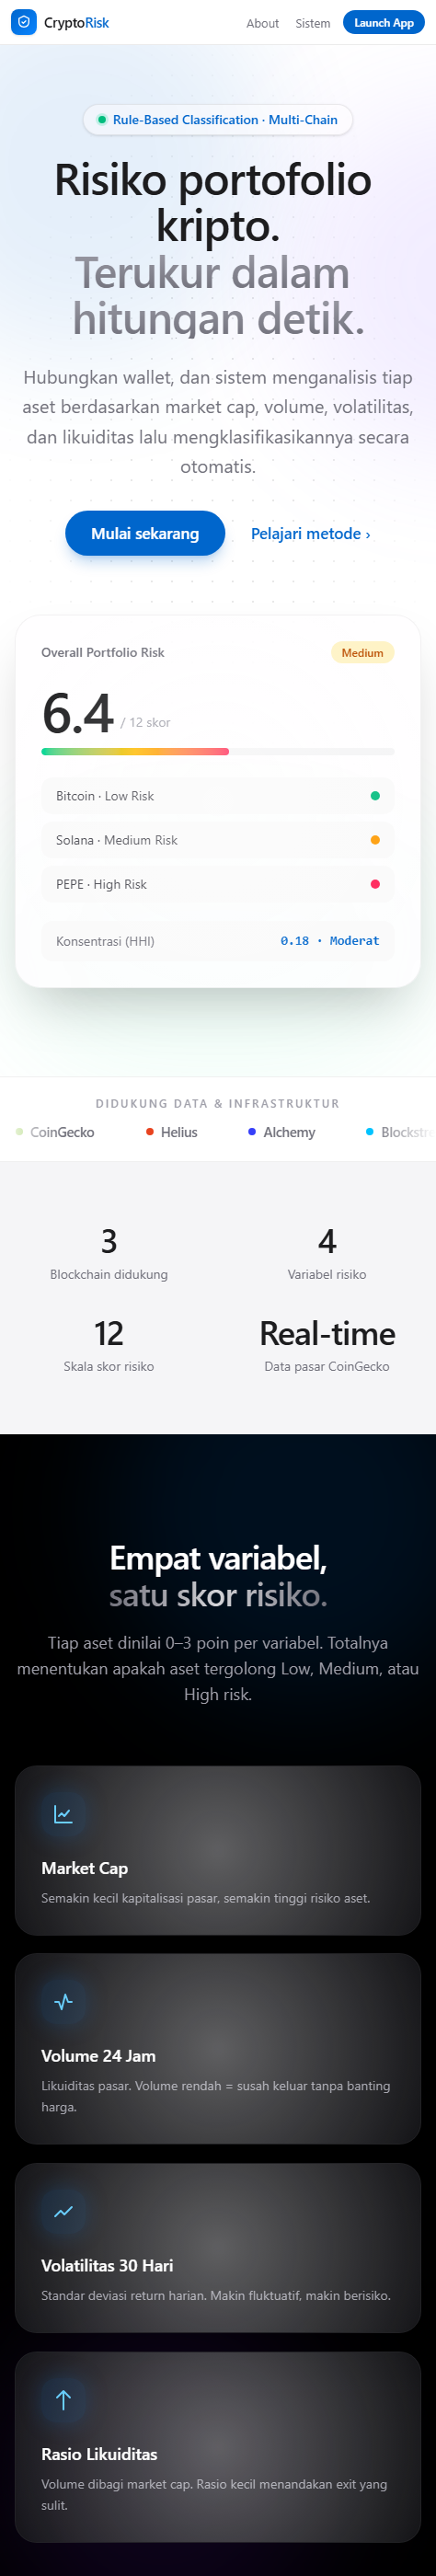 CryptoRisk
About
Sistem
Launch App
Rule-Based Classification · Multi-Chain
Risiko portofolio
kripto.
Terukur dalam
hitungan detik.
Hubungkan wallet, dan sistem menganalisis tiap
aset berdasarkan market cap, volume, volatilitas,
dan likuiditas lalu mengklasifikasikannya secara
otomatis.
Mulai sekarang
Pelajari metode ›
Overall Portfolio Risk
Medium
6.4 / 12 skor
Bitcoin · Low Risk
Solana · Medium Risk
PEPE · High Risk
Konsentrasi (HHI)
0.18 · Moderat
DIDUKUNG DATA & INFRASTRUKTUR
CoinGecko
Helius
Alchemy
Blockstre
3
Blockchain didukung
4
Variabel risiko
12
Skala skor risiko
Real-time
Data pasar CoinGecko
Empat variabel,
satu skor risiko.
Tiap aset dinilai 0–3 poin per variabel. Totalnya
menentukan apakah aset tergolong Low, Medium, atau
High risk.
Market Cap
Semakin kecil kapitalisasi pasar, semakin tinggi risiko aset.
Volume 24 Jam
Likuiditas pasar. Volume rendah = susah keluar tanpa banting
harga.
Volatilitas 30 Hari
Standar deviasi return harian. Makin fluktuatif, makin berisiko.
Rasio Likuiditas
Volume dibagi market cap. Rasio kecil menandakan exit yang
sulit.